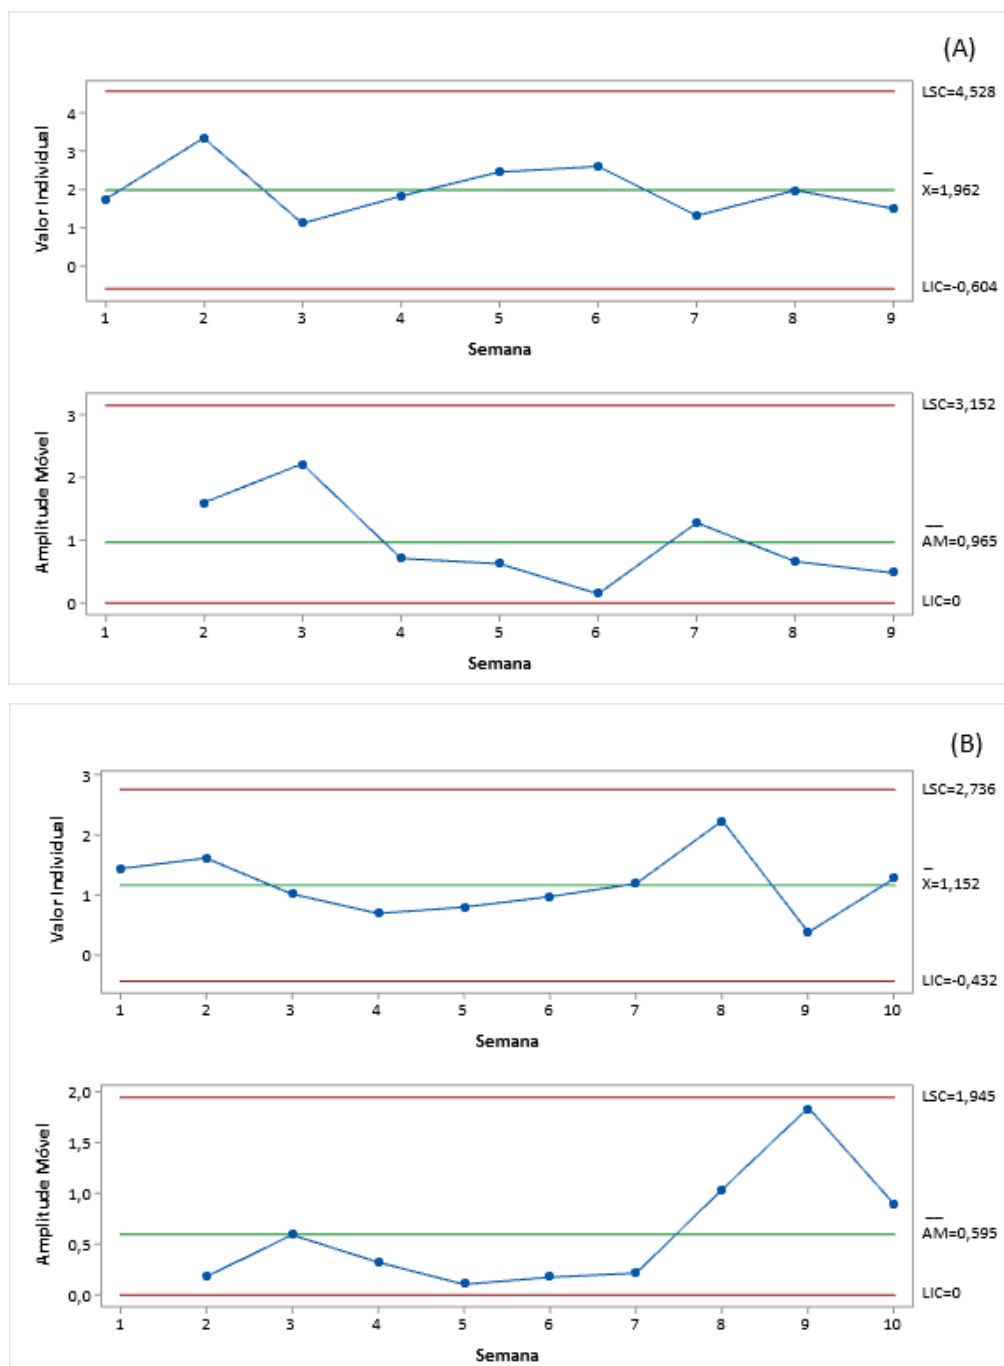 (A)
Valor Individual
4
3
2
1
0
LSC=4,528
X=1,962
LIC=-0,604
1 2 3 4 5 6 7 8 9
Semana
Amplitude Móvel
3
2
1
0
LSC=3,152
AM=0,965
LIC=0
1 2 3 4 5 6 7 8 9
Semana
(B)
Valor Individual
3
2
1
0
LSC=2,736
X=1,152
LIC=-0,432
1 2 3 4 5 6 7 8 9 10
Semana
Amplitude Móvel
2,0
1,5
1,0
0,5
0,0
LSC=1,945
AM=0,595
LIC=0
1 2 3 4 5 6 7 8 9 10
Semana